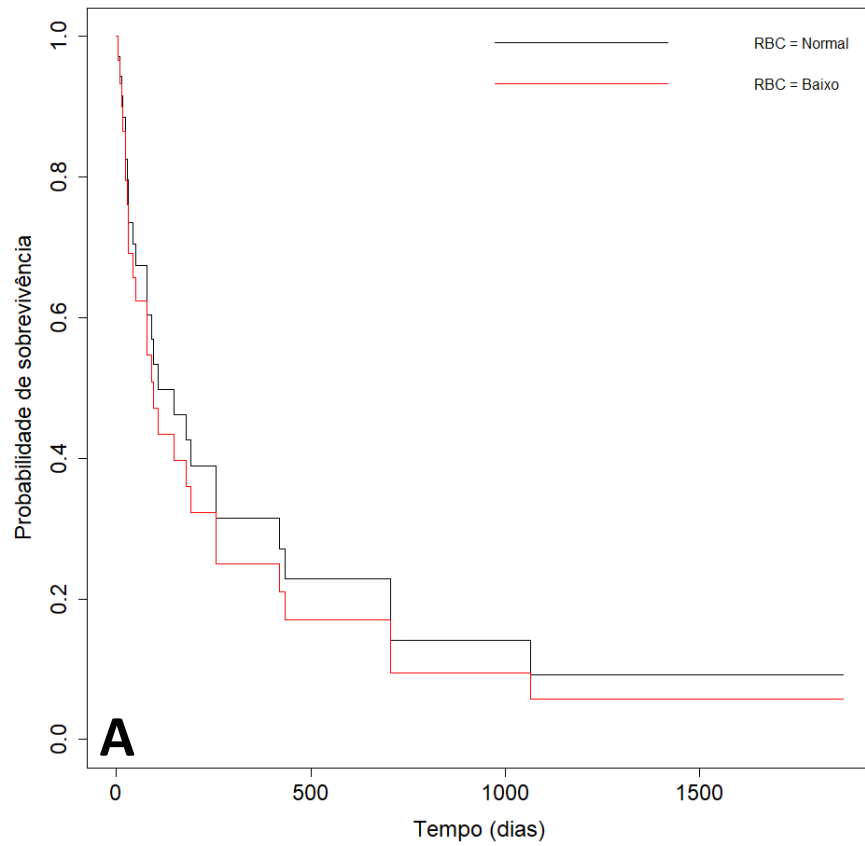 RBC = Normal
RBC = Baixo
Probabilidade de sobrevivência
1.0
0.8
0.6
0.4
0.2
0.0
A
0 500 1000 1500
Tempo (dias)